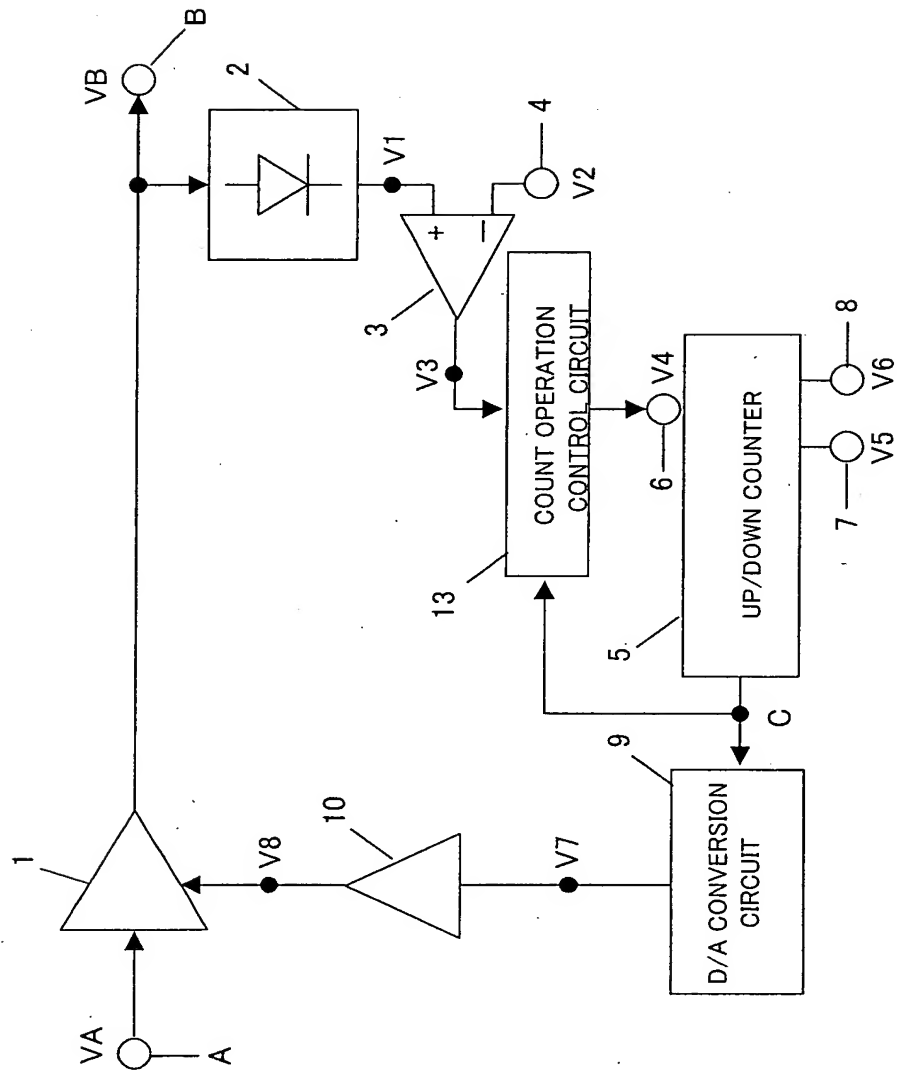 VB
B
2
V1
+
−
4
V2
3
V3
COUNT OPERATION
CONTROL CIRCUIT
13
V4
6
8
V6
7
V5
UP/DOWN COUNTER
5
C
9
D/A CONVERSION
CIRCUIT
V7
10
V8
1
VA
A